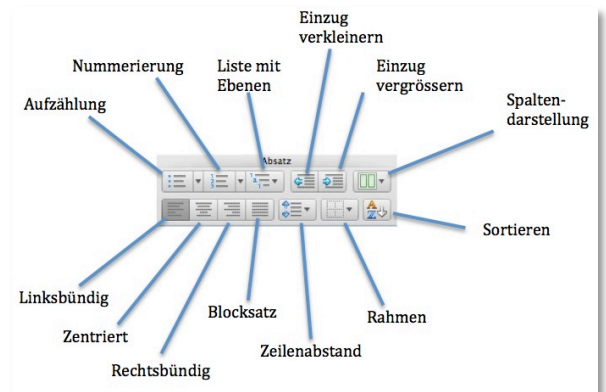 Einzug
verkleinern
Nummerierung
Liste mit
Ebenen
Einzug
vergrössern
Aufzählung
Spalten-
darstellung
Absatz
Sortieren
Linksbündig
Blocksatz
Rahmen
Zentriert
Zeilenabstand
Rechtsbündig